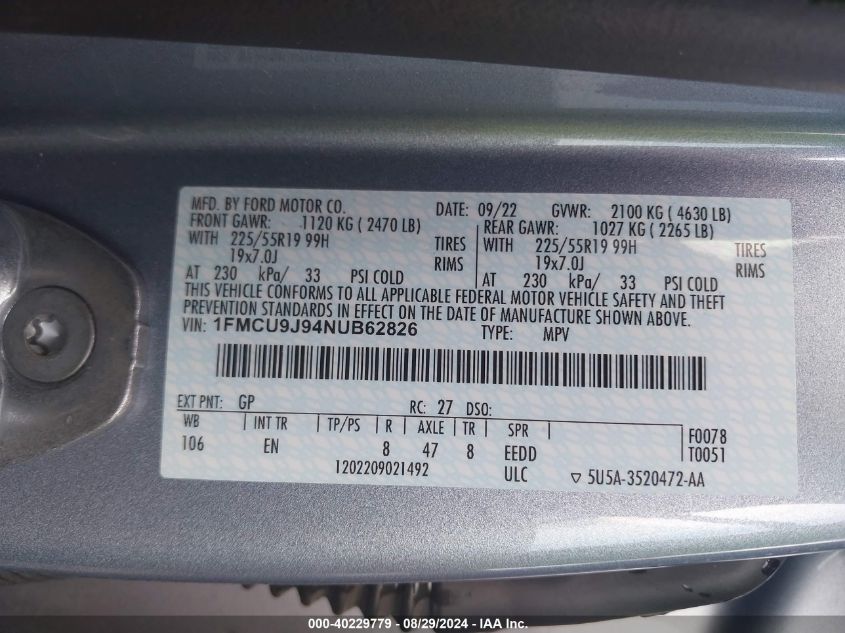 MFD. BY FORD MOTOR CO. DATE: 09/22 GVWR: 2100 KG ( 4630 LB)
FRONT GAWR: 1120 KG ( 2470 LB) REAR GAWR: 1027 KG ( 2265 LB)
WITH 225/55R19 99H TIRES WITH 225/55R19 99H TIRES
19x7.0J RIMS 19x7.0J RIMS
AT 230 kPa/ 33 PSI COLD AT 230 kPa/ 33 PSI COLD
THIS VEHICLE CONFORMS TO ALL APPLICABLE FEDERAL MOTOR VEHICLE SAFETY AND THEFT
PREVENTION STANDARDS IN EFFECT ON THE DATE OF MANUFACTURE SHOWN ABOVE.
VIN: 1FMCU9J94NUB62826 TYPE: MPV
EXT PNT: GP RC: 27 DSO:
WB INT TR TP/PS R AXLE TR SPR F0078
106 EN 8 47 8 EEDD T0051
1202209021492 ULC ▽ 5U5A-3520472-AA
000-40229779 - 08/29/2024 - IAA Inc.